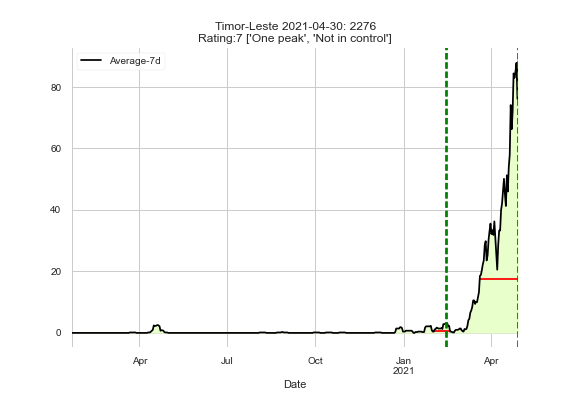 Timor-Leste 2021-04-30: 2276
Rating:7 ['One peak', 'Not in control']
Average-7d
80
60
40
20
0
Apr
Jul
Oct
Jan
2021
Apr
Date